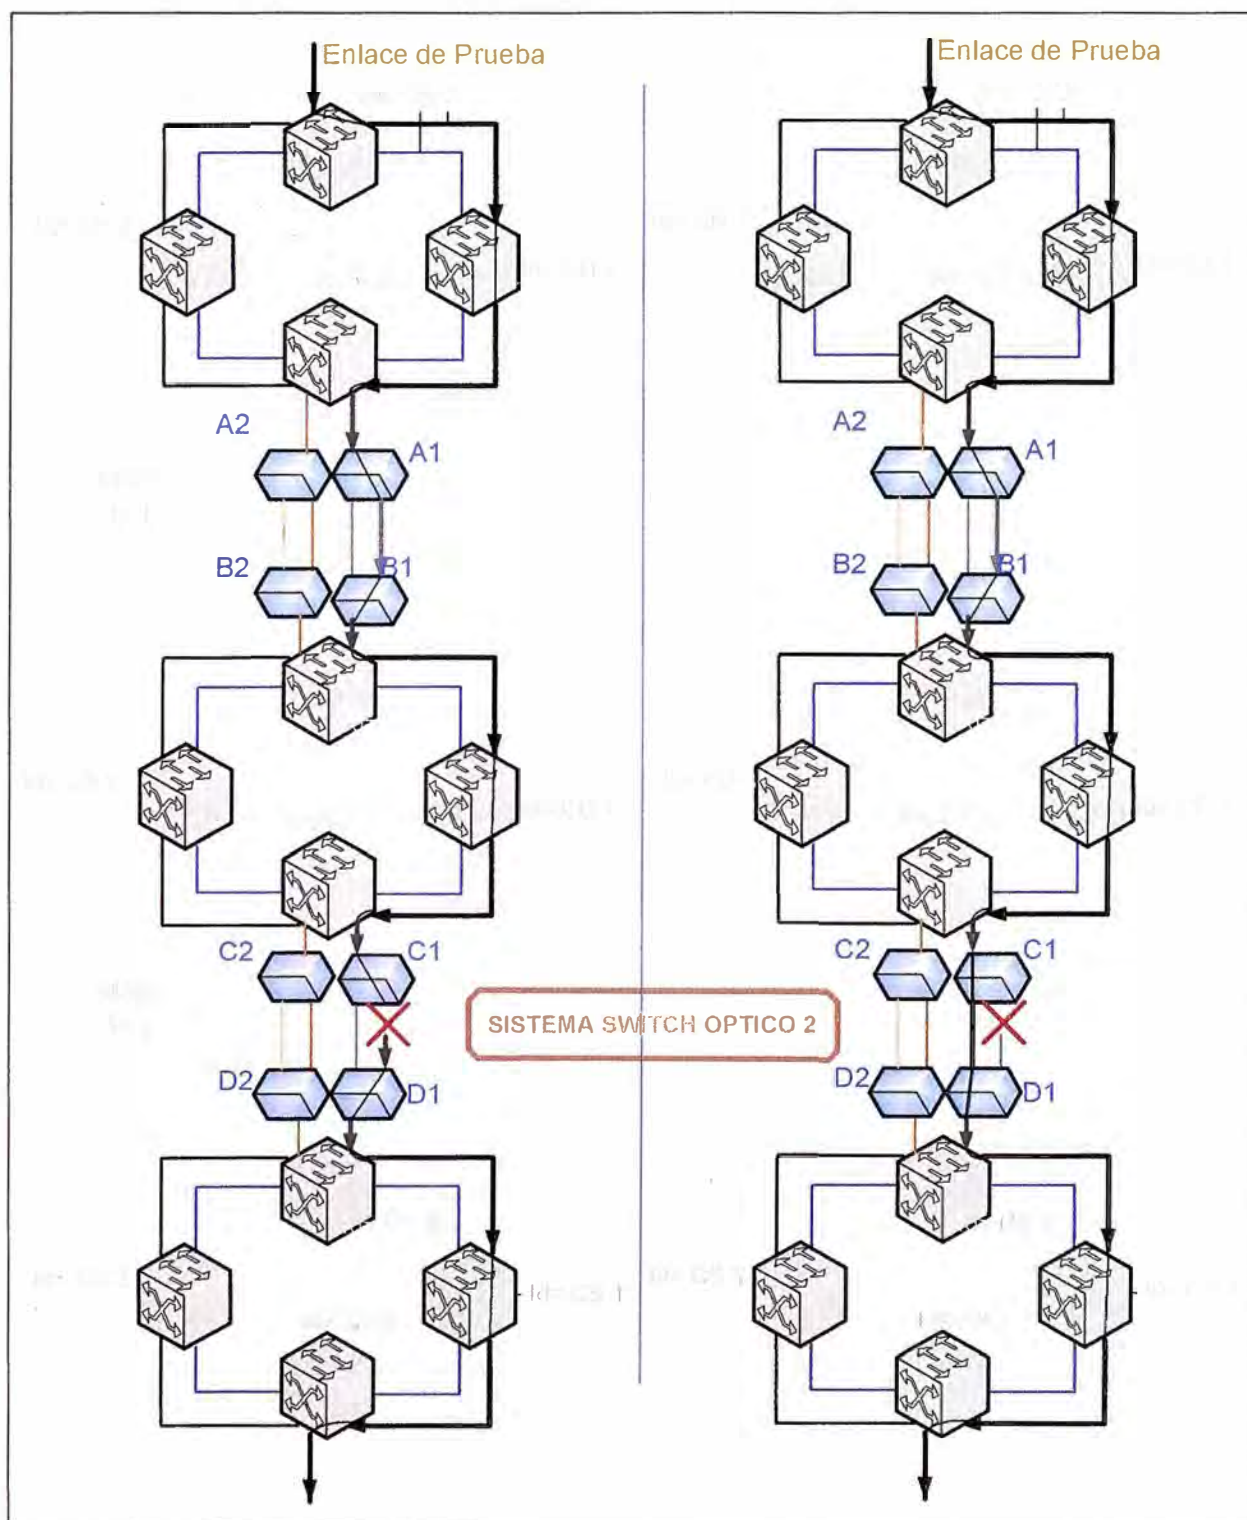 Enlace de Prueba
Enlace de Prueba
A2
A1
A2
A1
B2
B1
B2
B1
C2
C1
C2
C1
SISTEMA SWITCH OPTICO 2
D2
D1
D2
D1